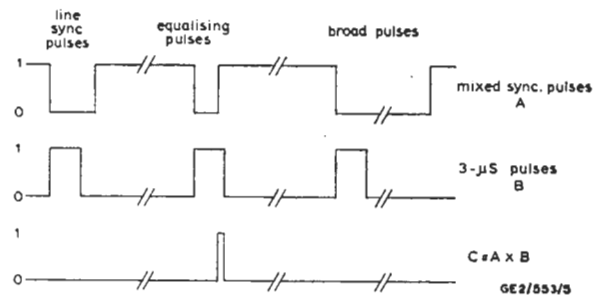 line
sync
pulses
equalising
pulses
broad pulses
1
0
mixed sync. pulses
A
1
0
3-μS pulses
B
1
0
C=A x B
GE2/553/5